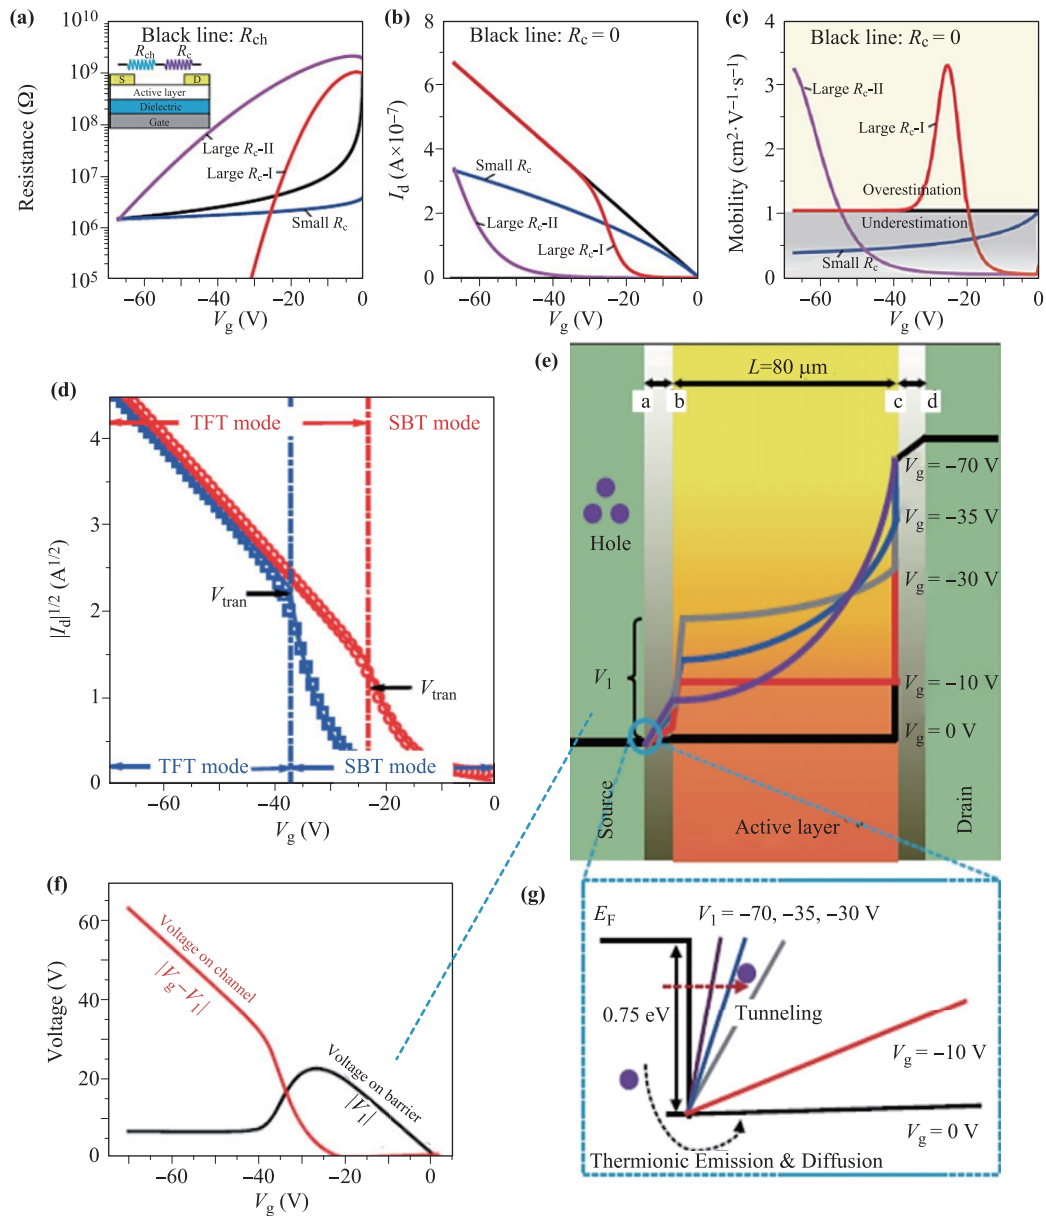 (a)
Black line: Rch
Rch
Rc
S
D
Active layer
Dielectric
Gate
Large Rc-II
Large Rc-I
Small Rc
10^10
10^9
10^8
10^7
10^6
10^5
Resistance (Ω)
−60
−40
−20
0
Vg (V)
(b)
Black line: Rc = 0
Small Rc
Large Rc-II
Large Rc-I
8
6
4
2
0
Id (A×10−7)
−60
−40
−20
0
Vg (V)
(c)
Black line: Rc = 0
Large Rc-II
Large Rc-I
Overestimation
Underestimation
Small Rc
4
3
2
1
0
Mobility (cm2·V−1·s−1)
−60
−40
−20
0
Vg (V)
(d)
TFT mode
SBT mode
Vtran
Vtran
TFT mode
SBT mode
4
3
2
1
0
|Id|1/2 (A1/2)
−60
−40
−20
0
Vg (V)
(e)
L=80 μm
a
b
c
d
Hole
V1
Vg = −70 V
Vg = −35 V
Vg = −30 V
Vg = −10 V
Vg = 0 V
Source
Active layer
Drain
(f)
Voltage on channel
|Vg−V1|
Voltage on barrier
|V1|
60
40
20
0
Voltage (V)
−60
−40
−20
0
Vg (V)
(g)
EF
V1 = −70, −35, −30 V
0.75 eV
Tunneling
Vg = −10 V
Vg = 0 V
Thermionic Emission & Diffusion